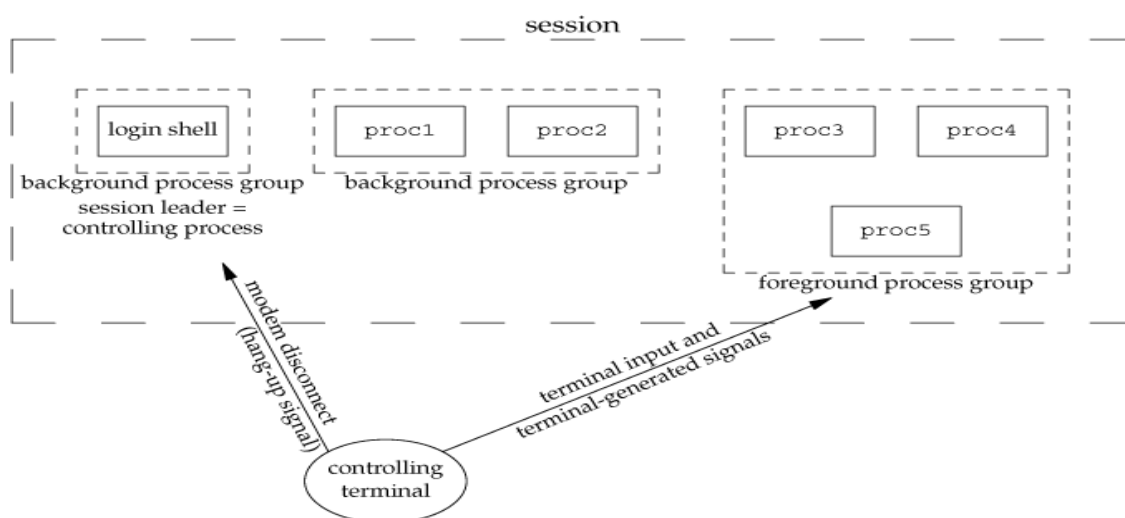 session
login shell
proc1
proc2
proc3
proc4
background process group
background process group
session leader =
controlling process
proc5
foreground process group
modem disconnect
(hang-up signal)
terminal input and
terminal-generated signals
controlling
terminal